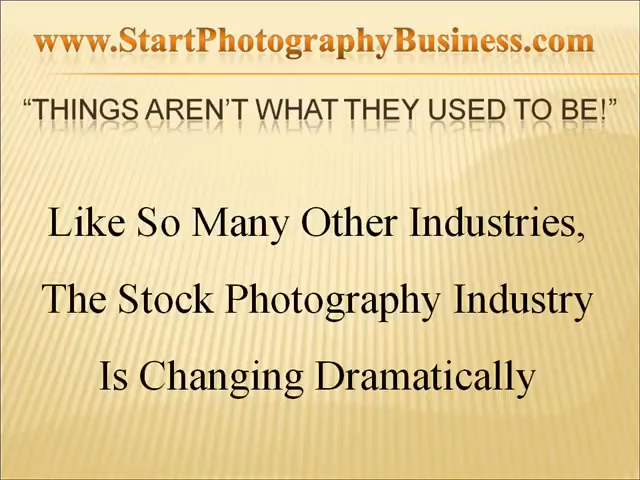 www.StartPhotographyBusiness.com
“THINGS AREN’T WHAT THEY USED TO BE!”
Like So Many Other Industries,
The Stock Photography Industry
Is Changing Dramatically